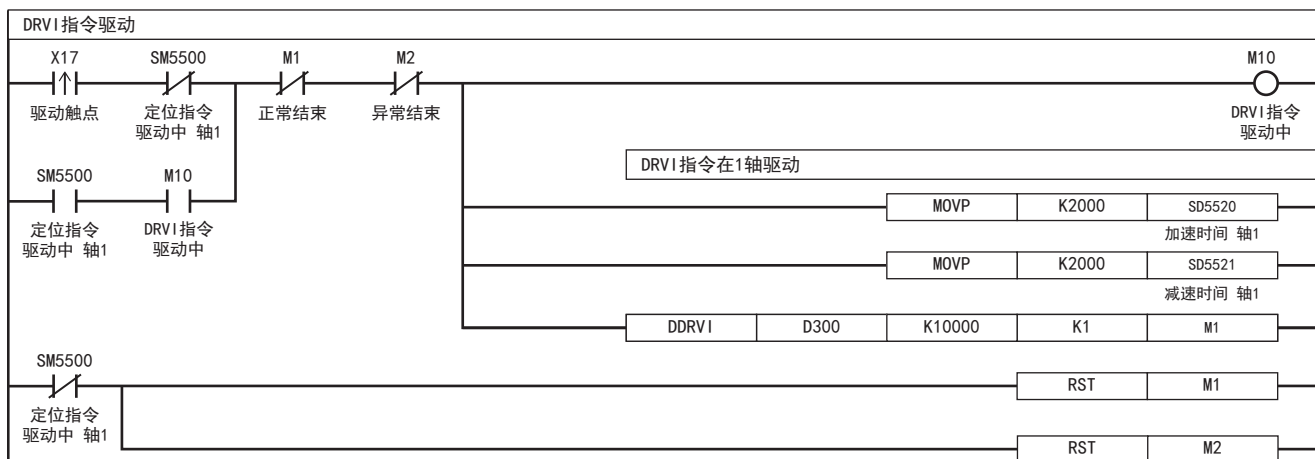 DRVI指令驱动
X17 SM5500 M1 M2 M10
驱动触点 定位指令 正常结束 异常结束 DRVI指令
驱动中 轴1 驱动中
DRVI指令在1轴驱动
SM5500 M10
MOVP K2000 SD5520
定位指令 DRVI指令 加速时间 轴1
驱动中 轴1 驱动中
MOVP K2000 SD5521
减速时间 轴1
DDRVI D300 K10000 K1 M1
SM5500
RST M1
定位指令
驱动中 轴1
RST M2